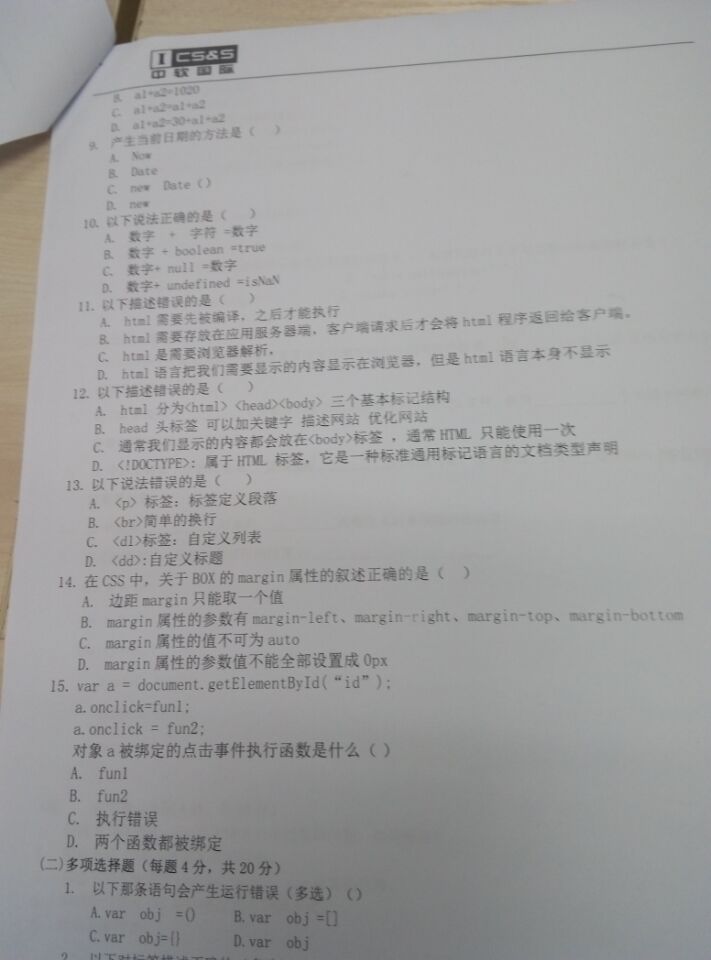 I CS&S
中软国际
B. a1+a2=1020
C. a1+a2=a1+a2
D. a1+a2=30+a1+a2
9. 产生当前日期的方法是（ ）
A. Now
B. Date
C. new Date（）
D. new
10. 以下说法正确的是（ ）
A. 数字 + 字符 =数字
B. 数字 + boolean =true
C. 数字+ null =数字
D. 数字+ undefined =isNaN
11. 以下描述错误的是（ ）
A. html 需要先被编译，之后才能执行
B. html 需要存放在应用服务器端，客户端请求后才会将 html 程序返回给客户端。
C. html 是需要浏览器解析，
D. html 语言把我们需要显示的内容显示在浏览器，但是 html 语言本身不显示
12. 以下描述错误的是（ ）
A. html 分为<html> <head><body> 三个基本标记结构
B. head 头标签 可以加关键字 描述网站 优化网站
C. 通常我们显示的内容都会放在<body>标签 ，通常 HTML 只能使用一次
D. <!DOCTYPE>: 属于 HTML 标签，它是一种标准通用标记语言的文档类型声明
13. 以下说法错误的是（ ）
A. <p> 标签：标签定义段落
B. <br>简单的换行
C. <dl>标签：自定义列表
D. <dd>:自定义标题
14. 在 CSS 中，关于 BOX 的 margin 属性的叙述正确的是（ ）
A. 边距 margin 只能取一个值
B. margin 属性的参数有 margin-left、margin-right、margin-top、margin-bottom
C. margin 属性的值不可为 auto
D. margin 属性的参数值不能全部设置成 0px
15. var a = document.getElementById(“id”);
a.onclick=fun1;
a.onclick = fun2;
对象 a 被绑定的点击事件执行函数是什么（ ）
A. fun1
B. fun2
C. 执行错误
D. 两个函数都被绑定
(二)多项选择题（每题 4 分，共 20 分）
1. 以下那条语句会产生运行错误（多选）（）
A.var obj =() B.var obj =[]
C.var obj={} D.var obj
2. 以下对标签描述正确的